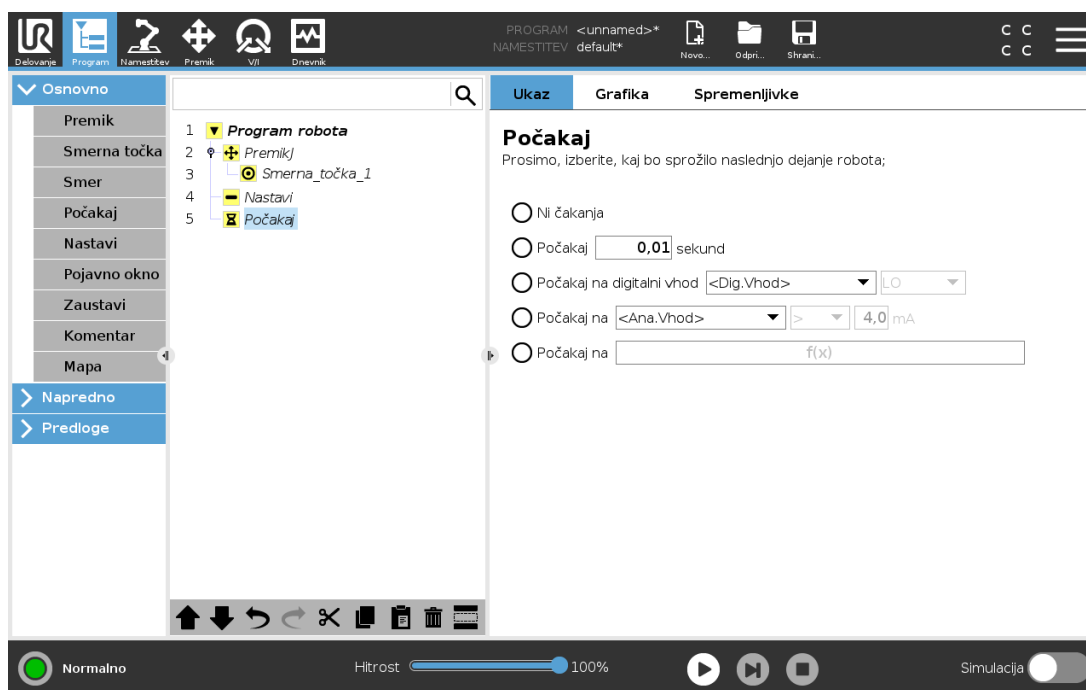 PROGRAM <unnamed>*
NAMESTITEV default*
C C
C C
Delovanje Program Namestitev Premik V/I Dnevnik Novo... Odpri... Shrani...
Osnovno
Premik
Smerna točka
Smer
Počakaj
Nastavi
Pojavno okno
Zaustavi
Komentar
Mapa
Napredno
Predloge
1 Program robota
2 PremikJ
3 Smerna_točka_1
4 Nastavi
5 Počakaj
Ukaz Grafika Spremenljivke
Počakaj
Prosimo, izberite, kaj bo sprožilo naslednjo dejanje robota;
Ni čakanja
Počakaj 0,01 sekund
Počakaj na digitalni vhod <Dig.Vhod> LO
Počakaj na <Ana.Vhod> > 4,0 mA
Počakaj na f(x)
Normalno Hitrost 100% Simulacija